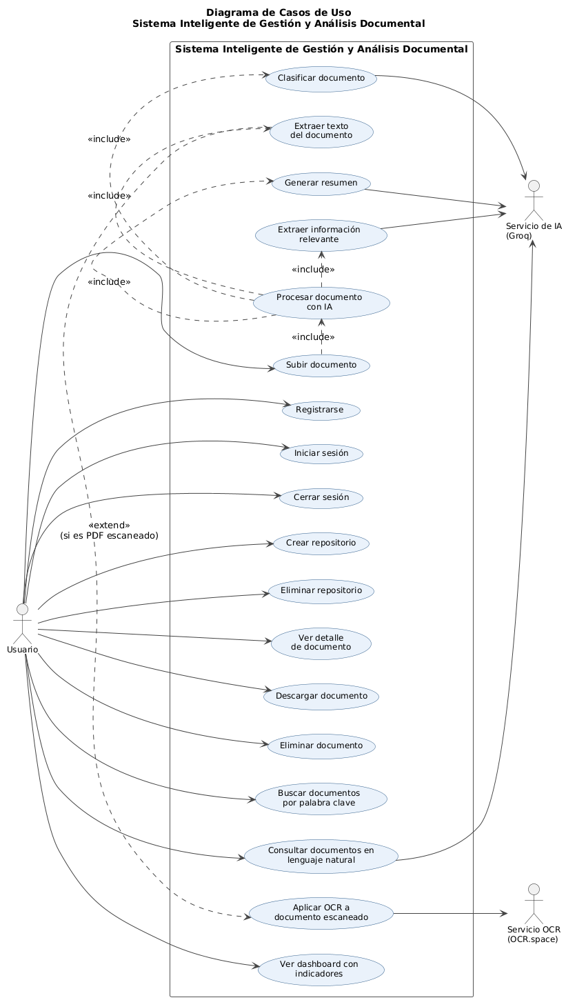 Diagrama de Casos de Uso
Sistema Inteligente de Gestión y Análisis Documental
Sistema Inteligente de Gestión y Análisis Documental
Clasificar documento
«include»
Extraer texto
del documento
Generar resumen
«include»
Servicio de IA
(Groq)
Extraer información
relevante
«include»
«include»
Procesar documento
con IA
«include»
Subir documento
Registrarse
Iniciar sesión
Cerrar sesión
«extend»
(si es PDF escaneado)
Crear repositorio
Eliminar repositorio
Usuario
Ver detalle
de documento
Descargar documento
Eliminar documento
Buscar documentos
por palabra clave
Consultar documentos en
lenguaje natural
Aplicar OCR a
documento escaneado
Servicio OCR
(OCR.space)
Ver dashboard con
indicadores